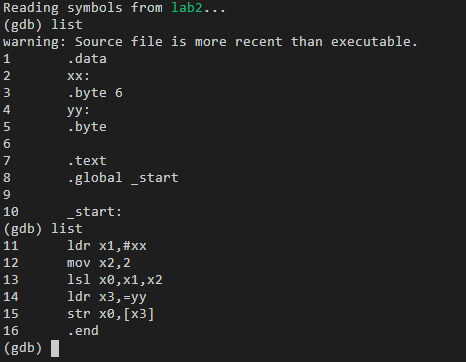 Reading symbols from lab2...
(gdb) list
warning: Source file is more recent than executable.
1       .data
2       xx:
3       .byte 6
4       yy:
5       .byte
6
7       .text
8       .global _start
9
10      _start:
(gdb) list
11      ldr x1,#xx
12      mov x2,2
13      lsl x0,x1,x2
14      ldr x3,=yy
15      str x0,[x3]
16      .end
(gdb)